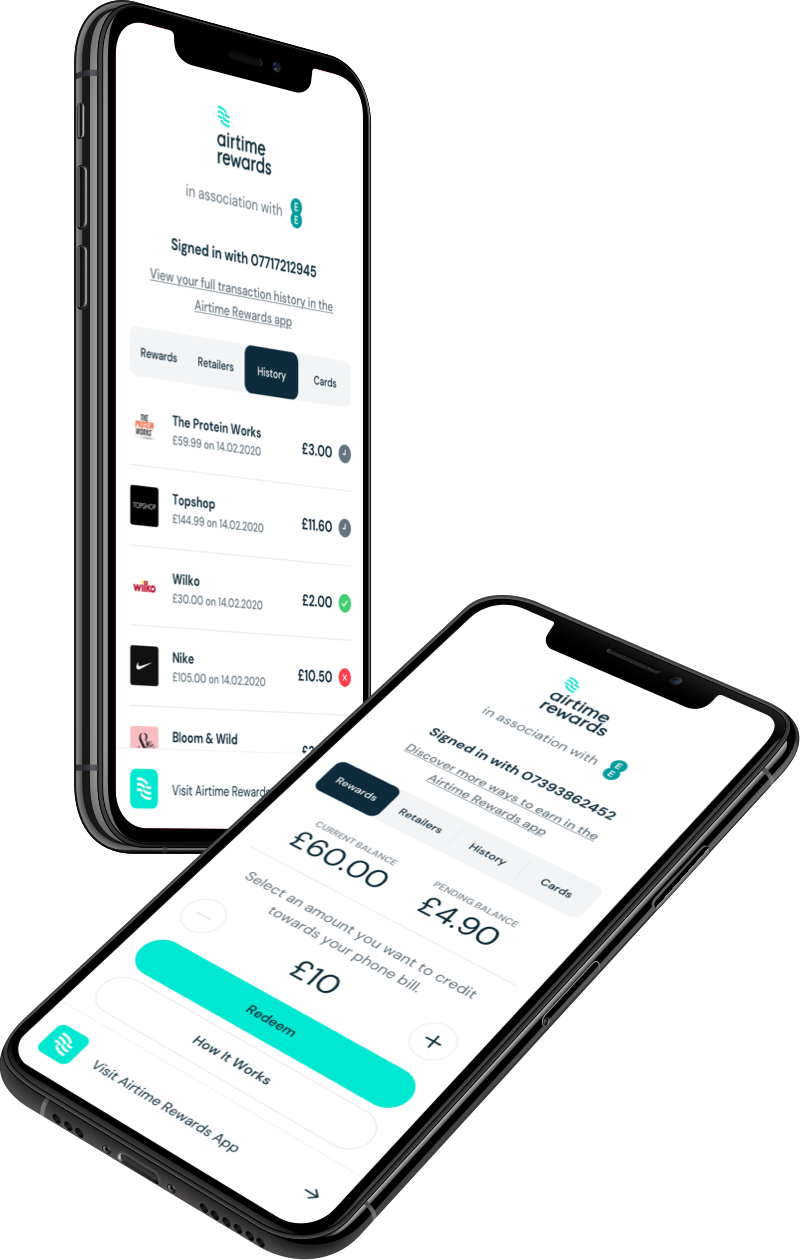 airtime
rewards
in association with
E
E
Signed in with 07717212945
View your full transaction history in the
Airtime Rewards app
Rewards
Retailers
History
Cards
THE
PROTEIN
WORKS
The Protein Works
£59.99 on 14.02.2020
£3.00
TOPSHOP
Topshop
£144.99 on 14.02.2020
£11.60
wilko
Wilko
£30.00 on 14.02.2020
£2.00
Nike
£105.00 on 14.02.2020
£10.50
Bloom & Wild
Visit Airtime Rewards
airtime
rewards
in association with
E
E
Signed in with 07393862452
Discover more ways to earn in the
Airtime Rewards app
Rewards
Retailers
History
Cards
CURRENT BALANCE
£60.00
PENDING BALANCE
£4.90
Select an amount you want to credit
towards your phone bill.
£10
Redeem
How It Works
Visit Airtime Rewards App